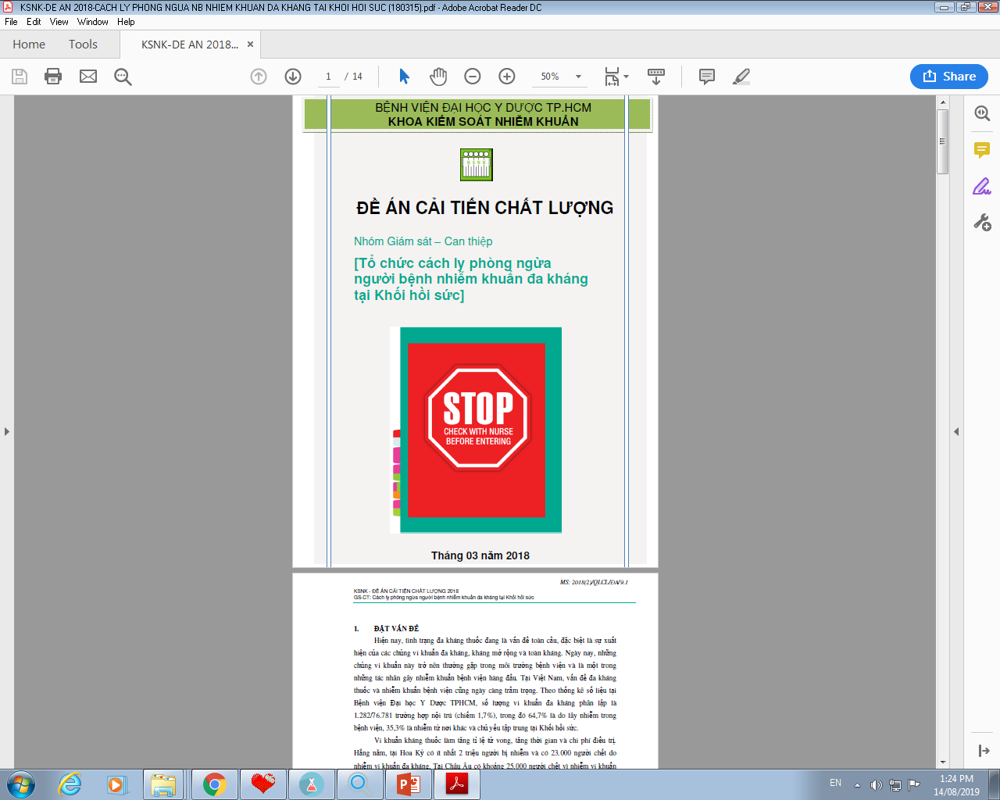 KSNK-DE AN 2018-CACH LY PHONG NGUA NB NHIEM KHUAN DA KHANG TAI KHOI HOI SUC (180315).pdf - Adobe Acrobat Reader DC
File Edit View Window Help
Home Tools KSNK-DE AN 2018... ×
1 / 14 50% Share
BỆNH VIỆN ĐẠI HỌC Y DƯỢC TP.HCM
KHOA KIỂM SOÁT NHIỄM KHUẨN
KSNK
ĐỀ ÁN CẢI TIẾN CHẤT LƯỢNG
Nhóm Giám sát – Can thiệp
[Tổ chức cách ly phòng ngừa
người bệnh nhiễm khuẩn đa kháng
tại Khối hồi sức]
STOP
CHECK WITH NURSE
BEFORE ENTERING
Tháng 03 năm 2018
MS: 2018(2)/QLCL/ĐA/9.1
KSNK - ĐỀ ÁN CẢI TIẾN CHẤT LƯỢNG 2018
GS-CT: Cách ly phòng ngừa người bệnh nhiễm khuẩn đa kháng tại Khối hồi sức
1. ĐẶT VẤN ĐỀ
Hiện nay, tình trạng đa kháng thuốc đang là vấn đề toàn cầu, đặc biệt là sự xuất
hiện của các chủng vi khuẩn đa kháng, kháng mở rộng và toàn kháng. Ngày nay, những
chủng vi khuẩn này trở nên thường gặp trong môi trường bệnh viện và là một trong
những tác nhân gây nhiễm khuẩn bệnh viện hàng đầu. Tại Việt Nam, vấn đề đa kháng
thuốc và nhiễm khuẩn bệnh viện cũng ngày càng trầm trọng. Theo thống kê số liệu tại
Bệnh viện Đại học Y Dược TPHCM, số lượng vi khuẩn đa kháng phân lập là
1.282/76.781 trường hợp nội trú (chiếm 1,7%), trong đó 64,7% là do lây nhiễm trong
bệnh viện, 35,3% là nhiễm từ nơi khác và chủ yếu tập trung tại Khối hồi sức.
Vi khuẩn kháng thuốc làm tăng tỉ lệ tử vong, tăng thời gian và chi phí điều trị.
Hằng năm, tại Hoa Kỳ có ít nhất 2 triệu người bị nhiễm và có 23.000 người chết do
nhiễm vi khuẩn đa kháng. Tại Châu Âu có khoảng 25.000 người chết vì nhiễm vi khuẩn
EN 1:24 PM
14/08/2019